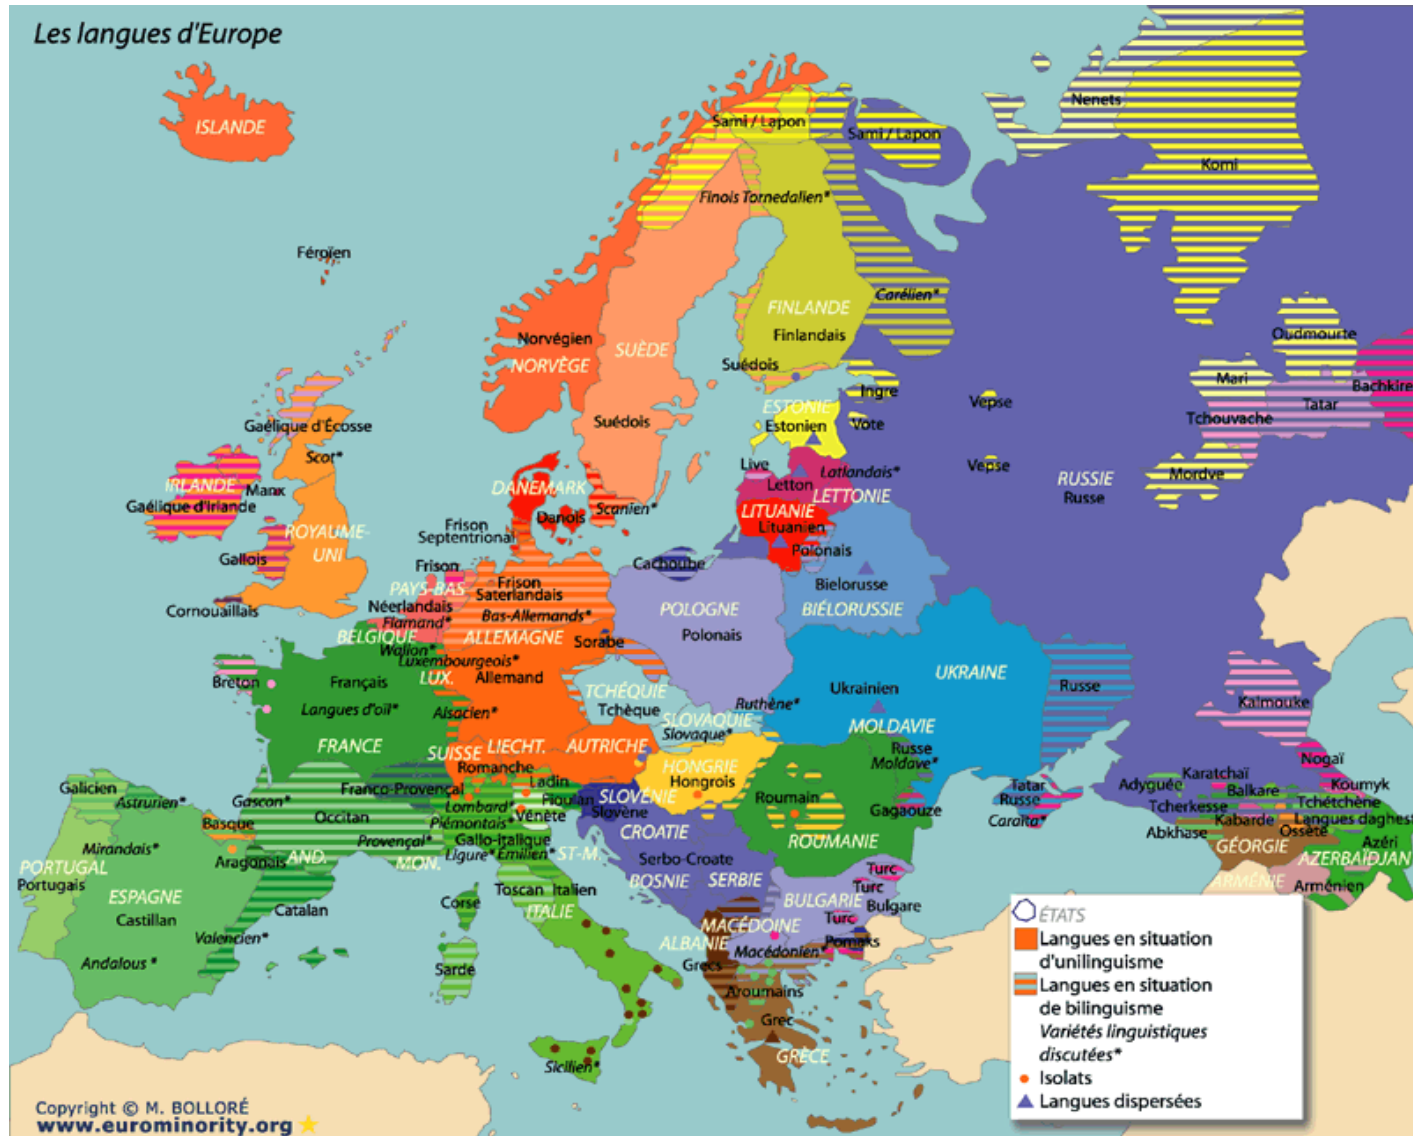 Les langues d'Europe
ISLANDE
Nenets
Sami / Lapon
Sami / Lapon
Komi
Finois Tornedalien*
Féroïen
Carélien*
FINLANDE
Finlandais
Norvégien
NORVÈGE
SUÈDE
Suédois
Oudmourte
Ingre
Mari
Bachkire
Vepse
Tatar
ESTONIE
Estonien
Vote
Tchouvache
Gaélique d'Écosse
Suédois
Scot*
Live
Latlandais*
Vepse
Mordve
RUSSIE
Russe
IRLANDE
Manx
Gaélique d'Irlande
DANEMARK
Letton
LETTONIE
Scanien*
Danois
LITUANIE
Lituanien
ROYAUME-
UNI
Frison
Septentrional
Polonais
Gallois
Frison
Cachoube
Bielorusse
PAYS-BAS
Frison
Saterlandais
Cornouaillais
Néerlandais
Flamand*
Bas-Allemands*
POLOGNE
Polonais
BIÉLORUSSIE
BELGIQUE
Walion*
ALLEMAGNE
Sorabe
Luxembourgeois*
Allemand
LUX.
Breton
Français
Langues d'oïl*
Alsacien*
TCHÉQUIE
Tchèque
Ruthène*
UKRAINE
Ukrainien
Russe
Kalmouke
SLOVAQUIE
Slovaque*
MOLDAVIE
Russe
Moldave*
FRANCE
SUISSE
LIECHT.
AUTRICHE
Romanche
HONGRIE
Hongrois
Nogaï
Galicien
Astrurien*
Gascon*
Franco-Provençal
Ladin
Lombard*
Frioulan
SLOVÉNIE
Slovène
Roumain
Gagaouze
Tatar
Russe
Caraïta*
Adyguée
Karatchaï
Balkare
Koumyk
Tcherkesse
Tchétchène
Kabarde
Langues daghest
Abkhase
Ossète
Basque
Occitan
Piémontais*
Vénète
Mirandais*
Provençal*
Gallo-italique
CROATIE
ROUMANIE
GÉORGIE
Azéri
Aragonais
AND.
MON.
Ligure*
Emilien*
ST-M.
Serbo-Croate
AZERBAÏDJAN
PORTUGAL
Portugais
ESPAGNE
Castillan
Catalan
Corse
Toscan
Italien
ITALIE
BOSNIE
SERBIE
Turc
Turc
BULGARIE
Bulgare
ARMÉNIE
Arménien
Valencien*
MACÉDOINE
Turc
Andalous *
ALBANIE
Macédonien*
Pomaks
Sarde
Grecs
Aroumains
Grec
GRÈCE
Sicilien*
ÉTATS
Langues en situation
d'unilinguisme
Langues en situation
de bilinguisme
Variétés linguistiques
discutées*
Isolats
Langues dispersées
Copyright © M. BOLLORÉ
www.eurominority.org